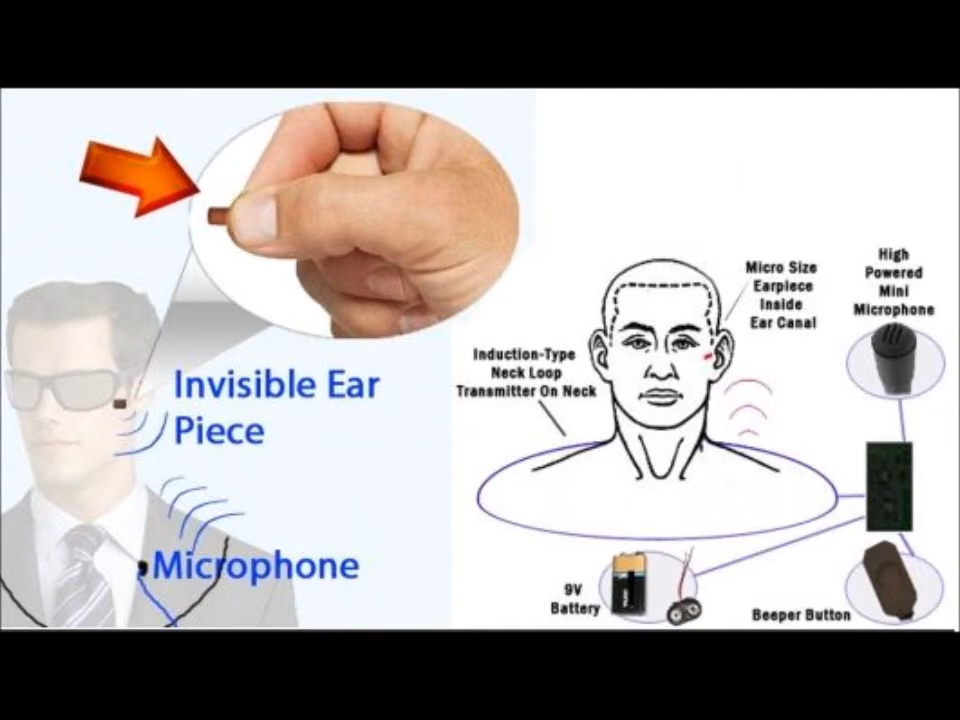 Invisible Ear
Piece
Microphone
Induction-Type
Neck Loop
Transmitter On Neck
Micro Size
Earpiece
Inside
Ear Canal
High
Powered
Mini
Microphone
9V
Battery
Beeper Button